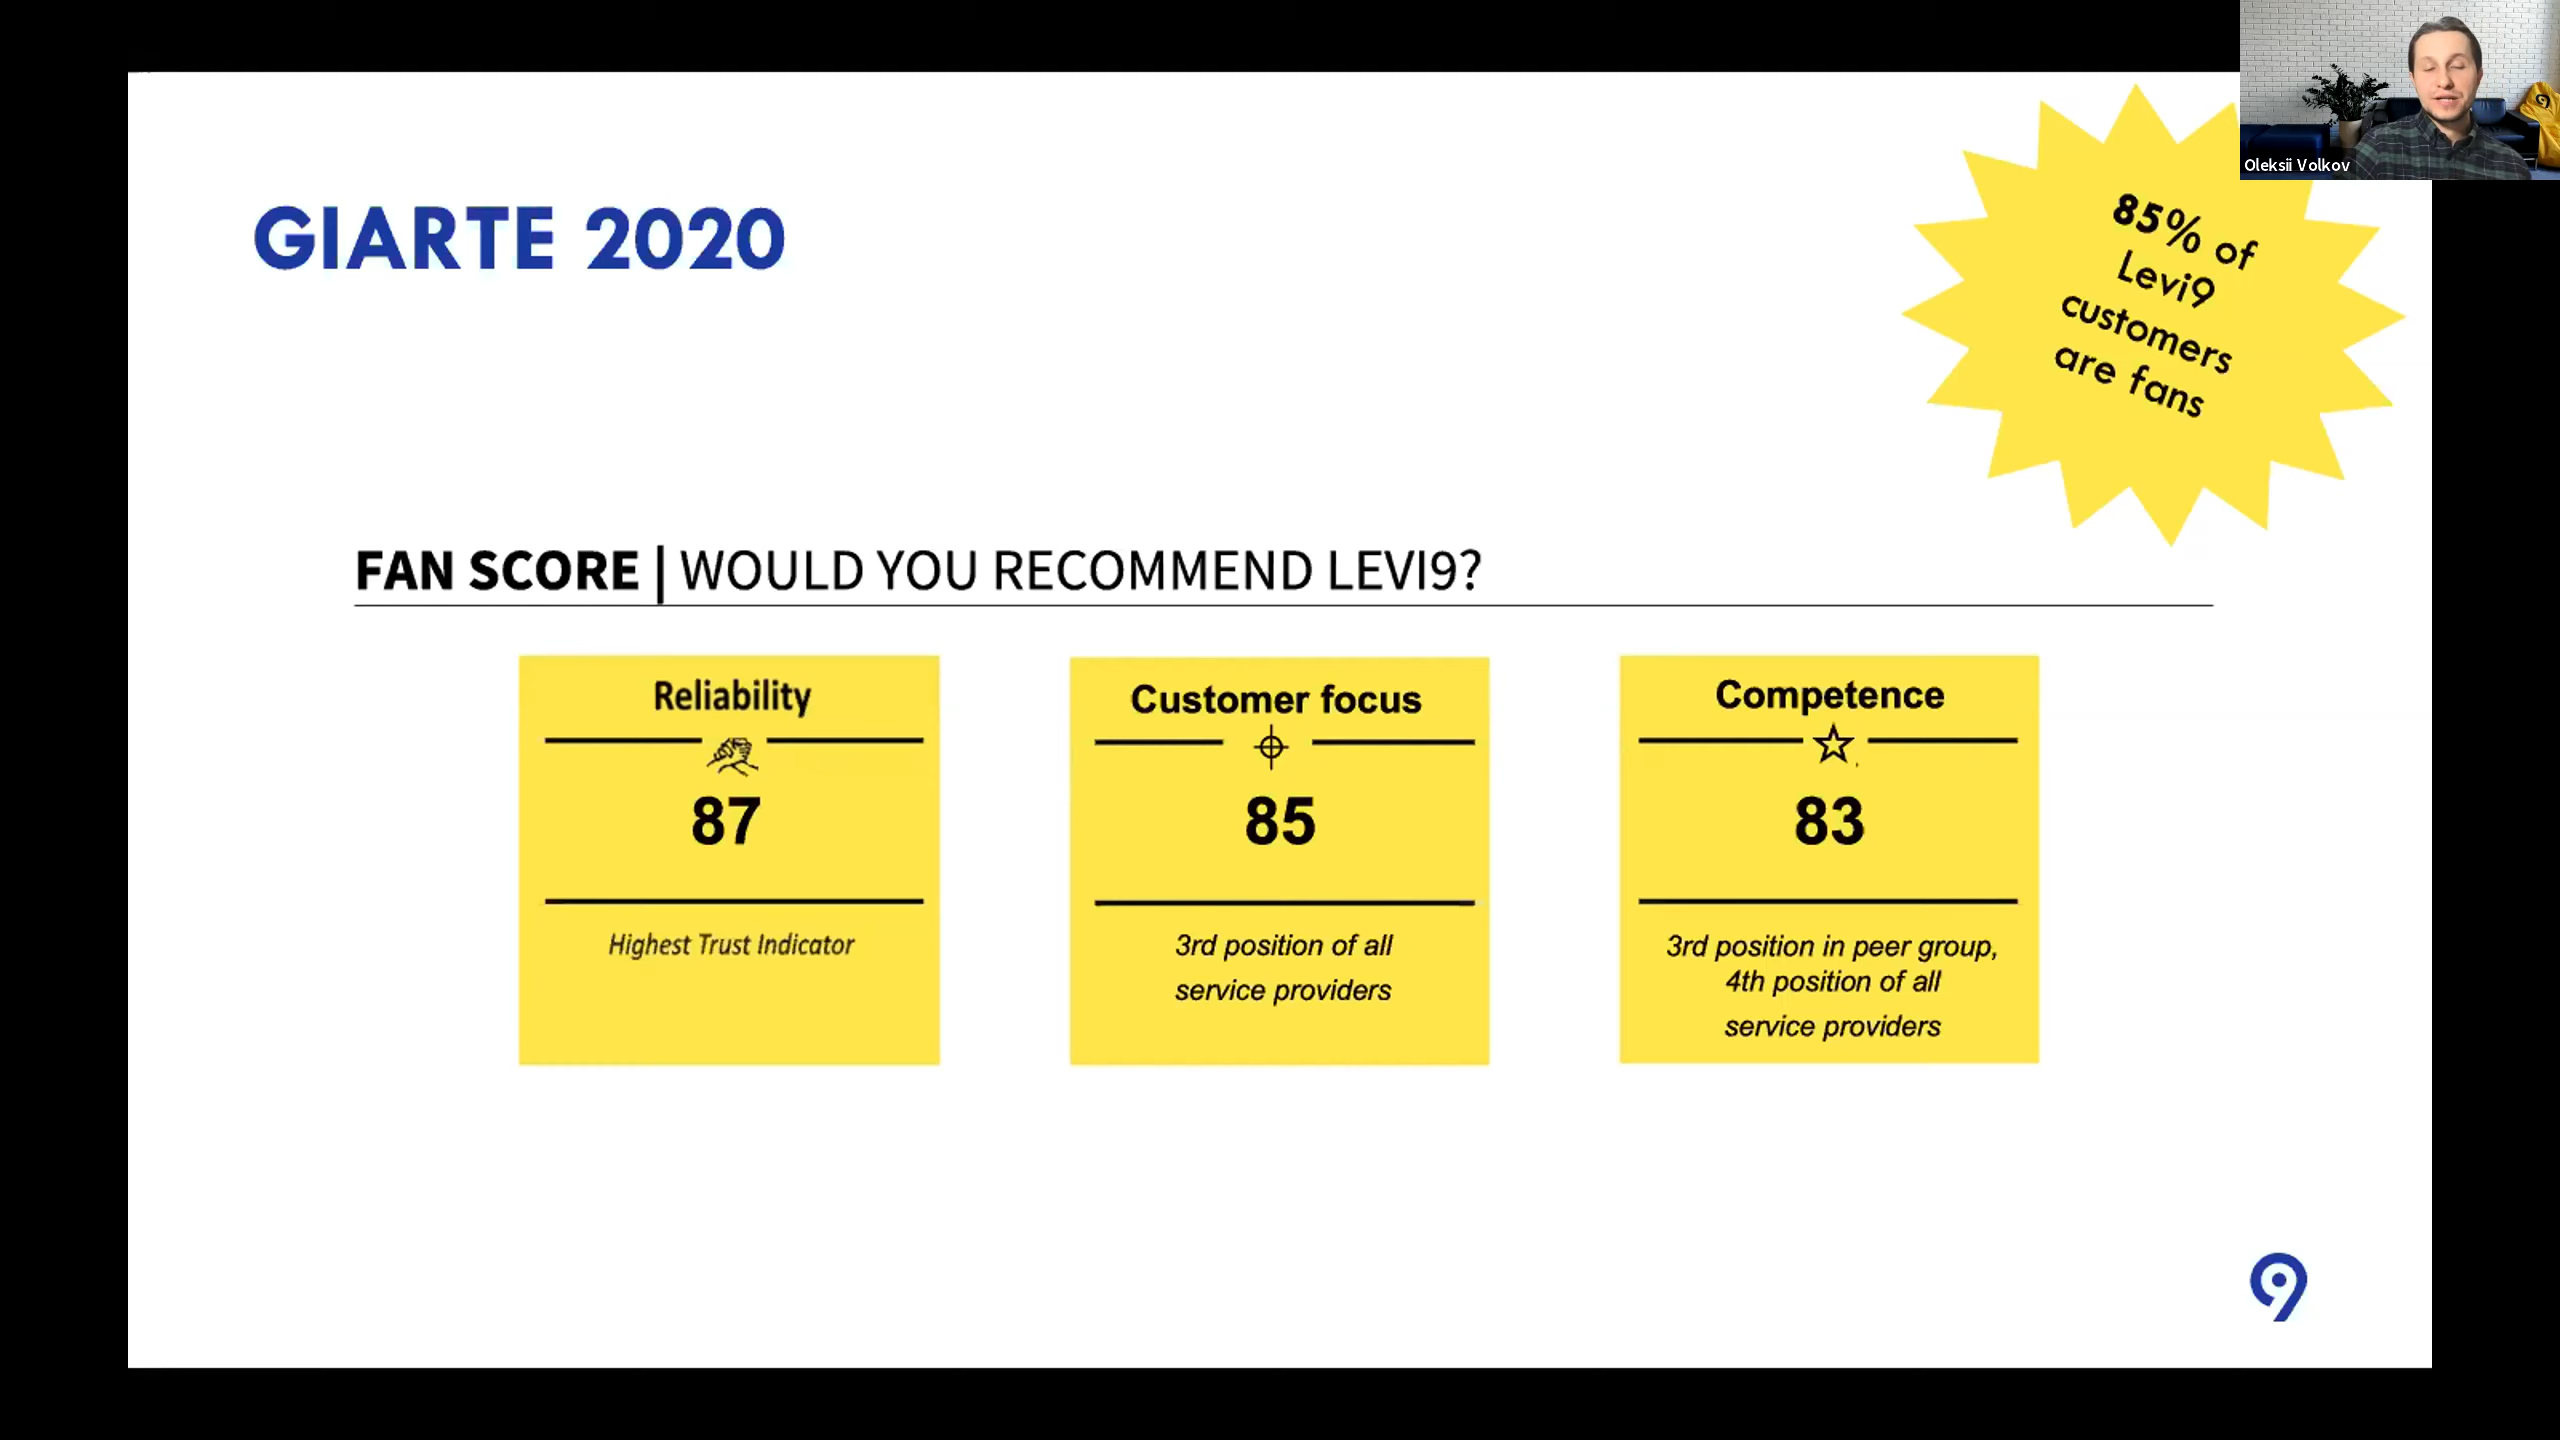 Oleksii Volkov
GIARTE 2020
85% of
Levi9
customers
are fans
FAN SCORE | WOULD YOU RECOMMEND LEVI9?
Reliability
87
Highest Trust Indicator
Customer focus
85
3rd position of all
service providers
Competence
83
3rd position in peer group,
4th position of all
service providers
9